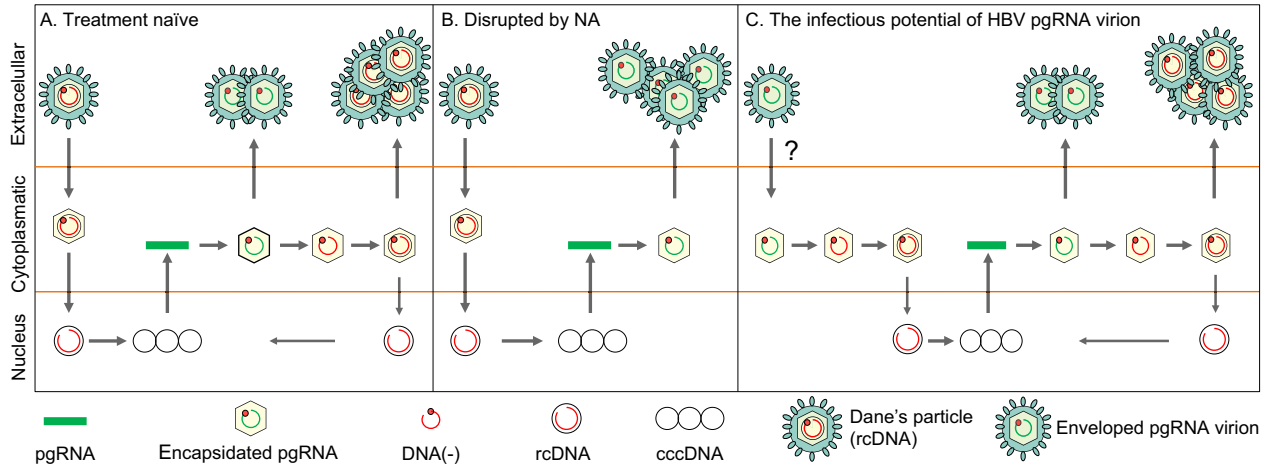 A. Treatment naïve
B. Disrupted by NA
C. The infectious potential of HBV pgRNA virion
Extracellular
?
Cytoplasmatic
Nucleus
pgRNA
Encapsidated pgRNA
DNA(-)
rcDNA
cccDNA
Dane's particle
(rcDNA)
Enveloped pgRNA virion